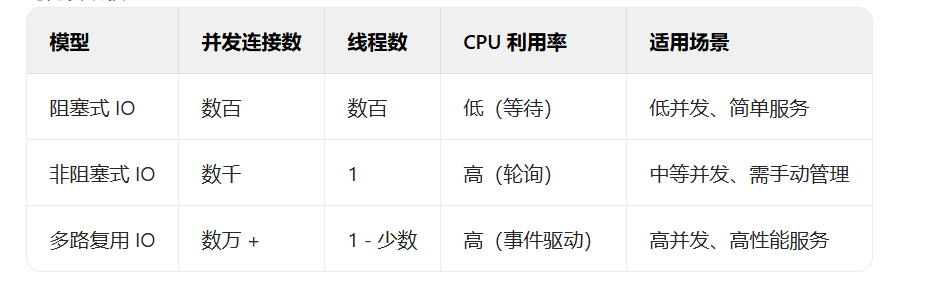 模型 并发连接数 线程数 CPU 利用率 适用场景
阻塞式 IO 数百 数百 低（等待） 低并发、简单服务
非阻塞式 IO 数千 1 高（轮询） 中等并发、需手动管理
多路复用 IO 数万 + 1 - 少数 高（事件驱动） 高并发、高性能服务